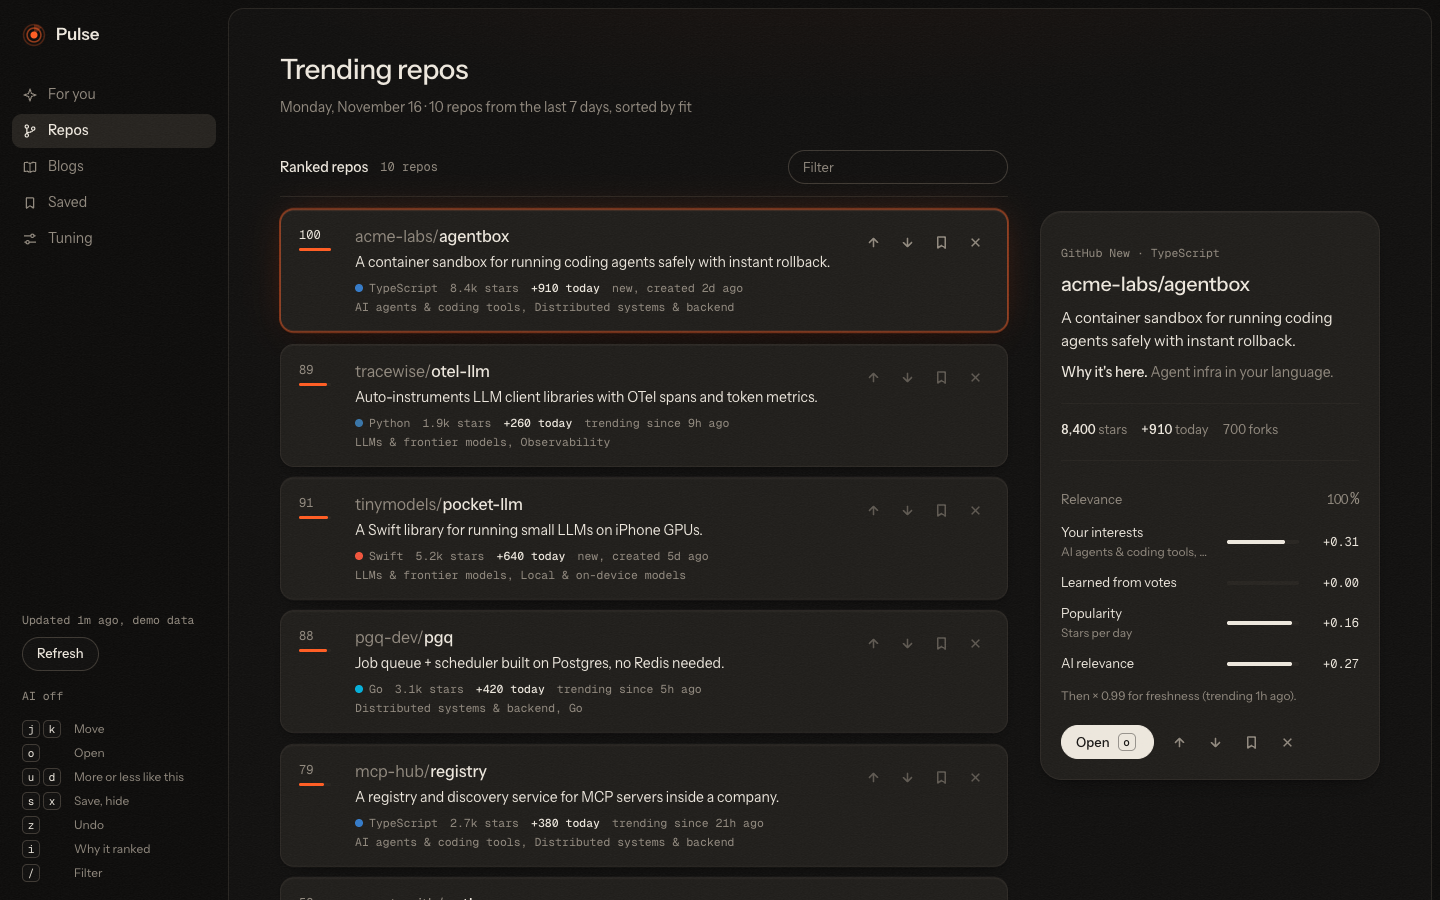 Pulse
For you
Repos
Blogs
Saved
Tuning
Updated 1m ago, demo data
Refresh
AI off
j k Move
o Open
u d More or less like this
s x Save, hide
z Undo
i Why it ranked
/ Filter
Trending repos
Monday, November 16 · 10 repos from the last 7 days, sorted by fit
Ranked repos 10 repos
Filter
100
acme-labs/agentbox
A container sandbox for running coding agents safely with instant rollback.
TypeScript 8.4k stars +910 today new, created 2d ago
AI agents & coding tools, Distributed systems & backend
89
tracewise/otel-llm
Auto-instruments LLM client libraries with OTel spans and token metrics.
Python 1.9k stars +260 today trending since 9h ago
LLMs & frontier models, Observability
91
tinymodels/pocket-llm
A Swift library for running small LLMs on iPhone GPUs.
Swift 5.2k stars +640 today new, created 5d ago
LLMs & frontier models, Local & on-device models
88
pgq-dev/pgq
Job queue + scheduler built on Postgres, no Redis needed.
Go 3.1k stars +420 today trending since 5h ago
Distributed systems & backend, Go
79
mcp-hub/registry
A registry and discovery service for MCP servers inside a company.
TypeScript 2.7k stars +380 today trending since 21h ago
AI agents & coding tools, Distributed systems & backend
GitHub New · TypeScript
acme-labs/agentbox
A container sandbox for running coding
agents safely with instant rollback.
Why it's here. Agent infra in your language.
8,400 stars +910 today 700 forks
Relevance 100%
Your interests +0.31
AI agents & coding tools, …
Learned from votes +0.00
Popularity +0.16
Stars per day
AI relevance +0.27
Then × 0.99 for freshness (trending 1h ago).
Open o